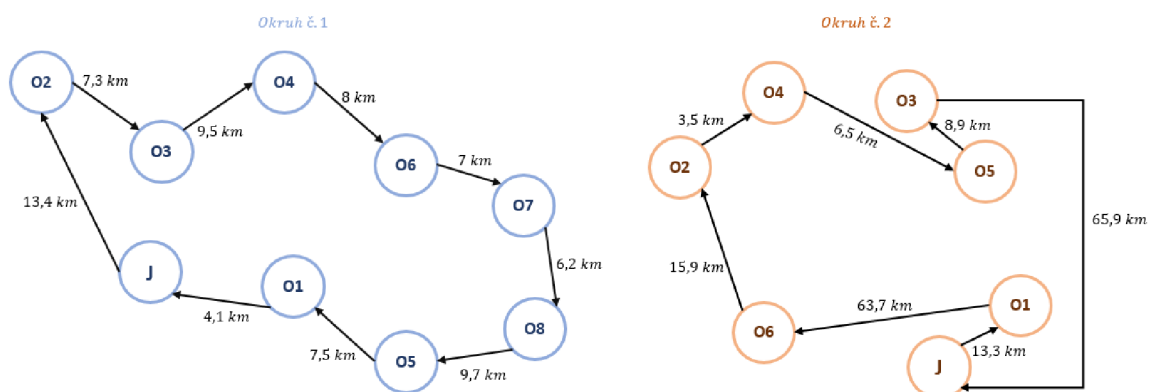 Okruh č. 1
O2
7,3 km
O3
9,5 km
O4
8 km
O6
7 km
O7
6,2 km
O8
9,7 km
O5
7,5 km
O1
4,1 km
J
13,4 km
Okruh č. 2
J
13,3 km
O1
63,7 km
O6
15,9 km
O2
3,5 km
O4
6,5 km
O5
8,9 km
O3
65,9 km